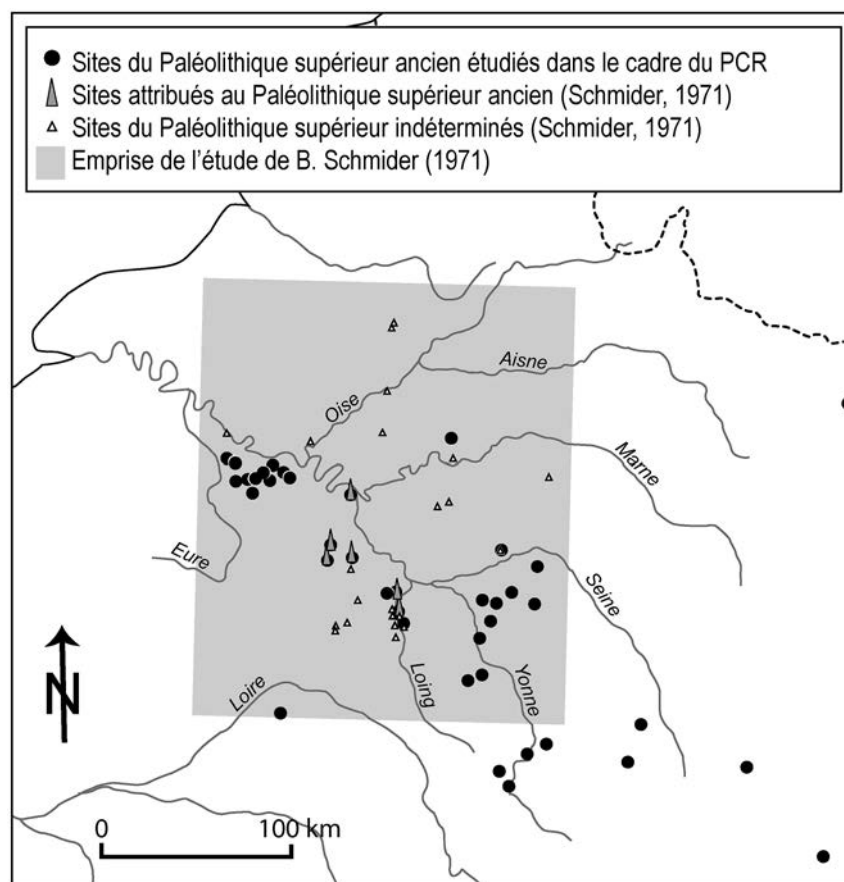 Sites du Paléolithique supérieur ancien étudiés dans le cadre du PCR
Sites attribués au Paléolithique supérieur ancien (Schmider, 1971)
Sites du Paléolithique supérieur indéterminés (Schmider, 1971)
Emprise de l'étude de B. Schmider (1971)
Aisne
Oise
Marne
Eure
Seine
Loing
Yonne
Loire
N
0 100 km